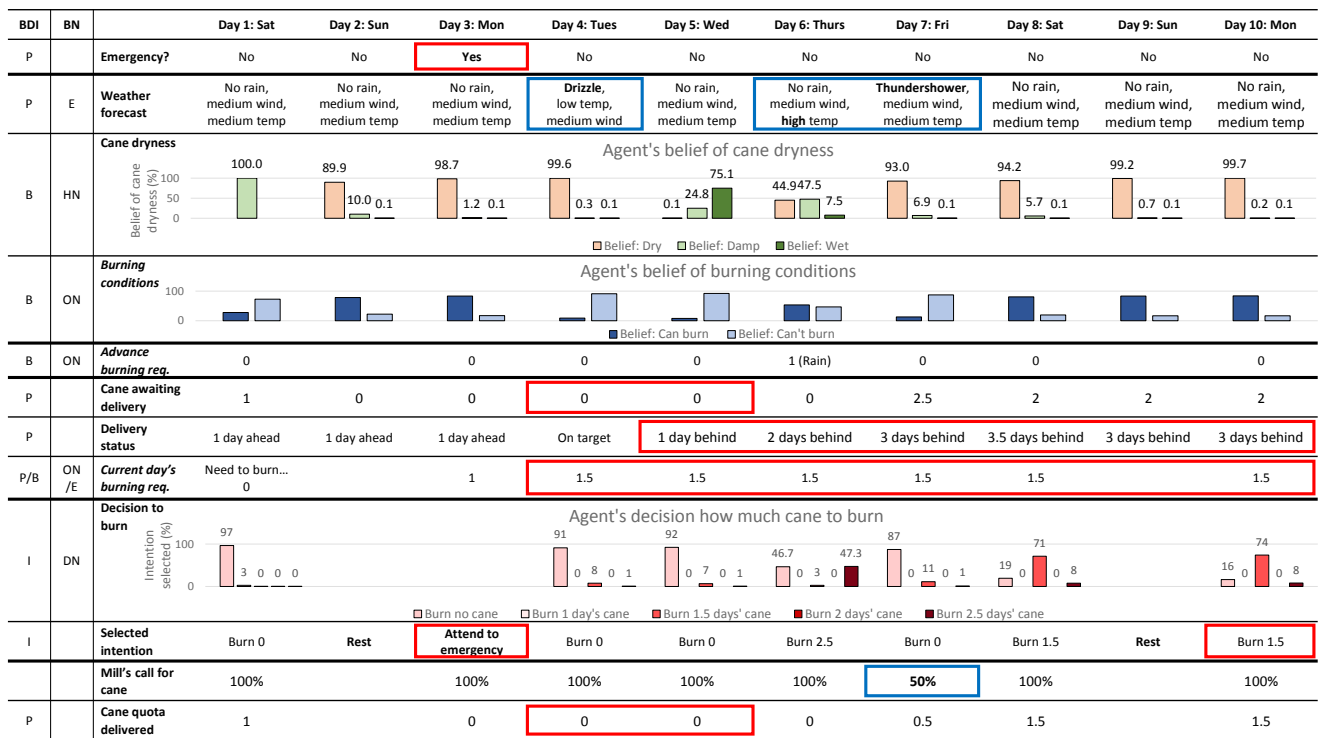 BDI BN Day 1: Sat Day 2: Sun Day 3: Mon Day 4: Tues Day 5: Wed Day 6: Thurs Day 7: Fri Day 8: Sat Day 9: Sun Day 10: Mon
P Emergency? No No Yes No No No No No No No
P E Weather forecast No rain, medium wind, medium temp No rain, medium wind, medium temp No rain, medium wind, medium temp Drizzle, low temp, medium wind No rain, medium wind, medium temp No rain, medium wind, high temp Thundershower, medium wind, medium temp No rain, medium wind, medium temp No rain, medium wind, medium temp No rain, medium wind, medium temp
B HN Cane dryness
Agent's belief of cane dryness
Belief of cane dryness (%)
100
50
0
100.0
89.9 10.0 0.1
98.7 1.2 0.1
99.6 0.3 0.1
0.1 24.8 75.1
44.9 47.5 7.5
93.0 6.9 0.1
94.2 5.7 0.1
99.2 0.7 0.1
99.7 0.2 0.1
Belief: Dry Belief: Damp Belief: Wet
B ON Burning conditions
Agent's belief of burning conditions
100
0
Belief: Can burn Belief: Can't burn
B ON Advance burning req. 0 0 0 0 1 (Rain) 0 0 0
P Cane awaiting delivery 1 0 0 0 0 0 2.5 2 2 2
P Delivery status 1 day ahead 1 day ahead 1 day ahead On target 1 day behind 2 days behind 3 days behind 3.5 days behind 3 days behind 3 days behind
P/B ON /E Current day's burning req. Need to burn... 0 1 1.5 1.5 1.5 1.5 1.5 1.5
I DN Decision to burn
Agent's decision how much cane to burn
Intention selected (%)
100
0
97 3 0 0 0
91 0 8 0 1
92 0 7 0 1
46.7 0 3 0 47.3
87 0 11 0 1
19 0 71 0 8
16 0 74 0 8
Burn no cane Burn 1 day's cane Burn 1.5 days' cane Burn 2 days' cane Burn 2.5 days' cane
I Selected intention Burn 0 Rest Attend to emergency Burn 0 Burn 0 Burn 2.5 Burn 0 Burn 1.5 Rest Burn 1.5
Mill's call for cane 100% 100% 100% 100% 100% 50% 100% 100%
P Cane quota delivered 1 0 0 0 0 0.5 1.5 1.5